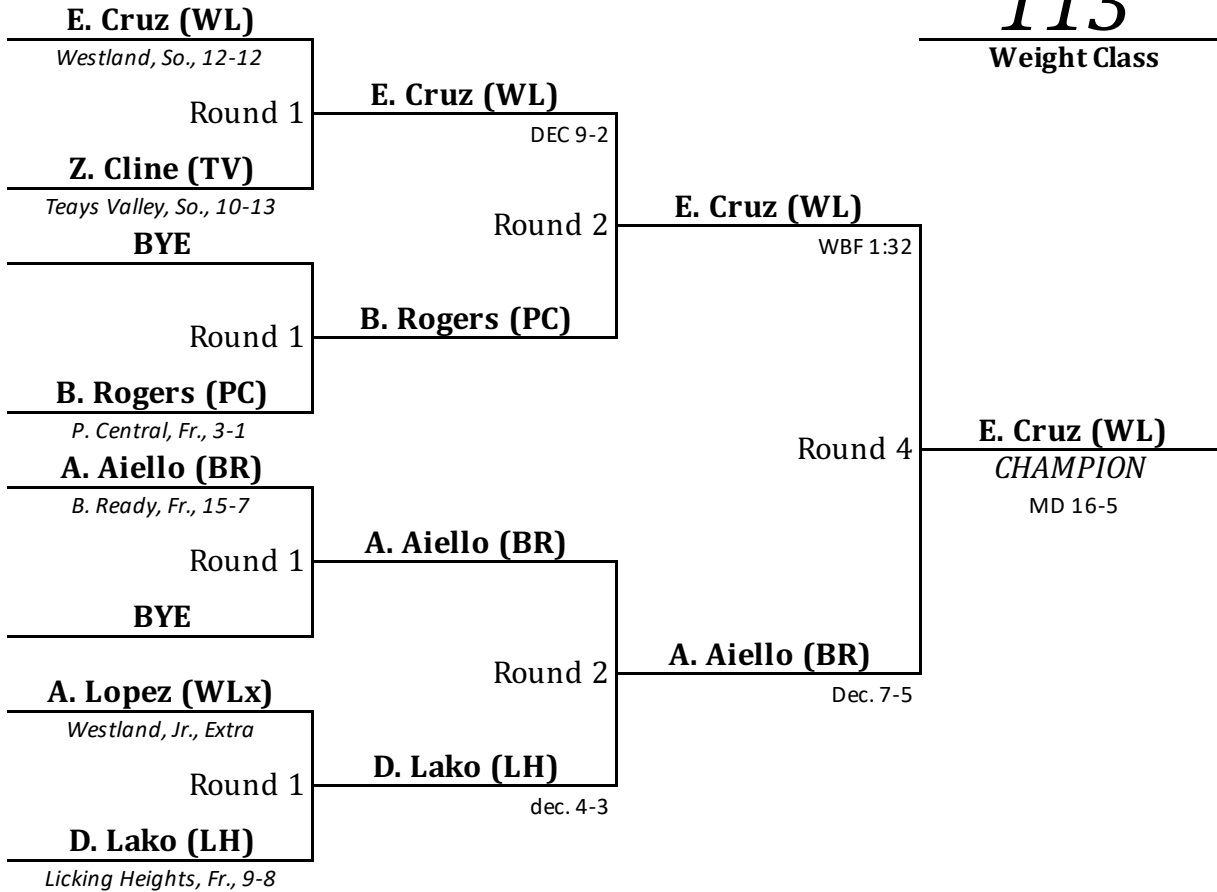 E. Cruz (WL)
113
Westland, So., 12-12
Weight Class
Round 1
E. Cruz (WL)
DEC 9-2
Z. Cline (TV)
Teays Valley, So., 10-13
BYE
Round 2
E. Cruz (WL)
WBF 1:32
Round 1
B. Rogers (PC)
B. Rogers (PC)
P. Central, Fr., 3-1
A. Aiello (BR)
B. Ready, Fr., 15-7
Round 4
E. Cruz (WL)
CHAMPION
MD 16-5
Round 1
A. Aiello (BR)
BYE
Round 2
A. Aiello (BR)
Dec. 7-5
A. Lopez (WLx)
Westland, Jr., Extra
Round 1
D. Lako (LH)
dec. 4-3
D. Lako (LH)
Licking Heights, Fr., 9-8